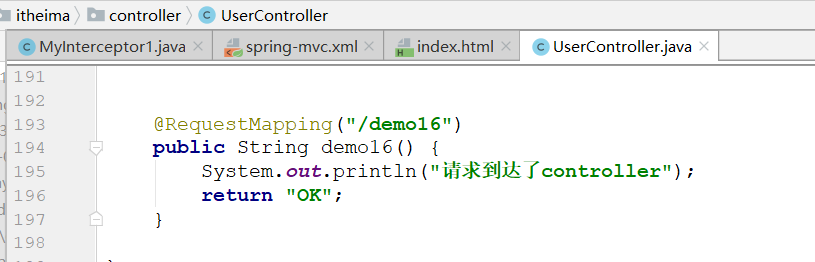 itheima controller UserController
MyInterceptor1.java spring-mvc.xml index.html UserController.java
191
192
193 @RequestMapping("/demo16")
194 public String demo16() {
195 System.out.println("请求到达了controller");
196 return "OK";
197 }
198